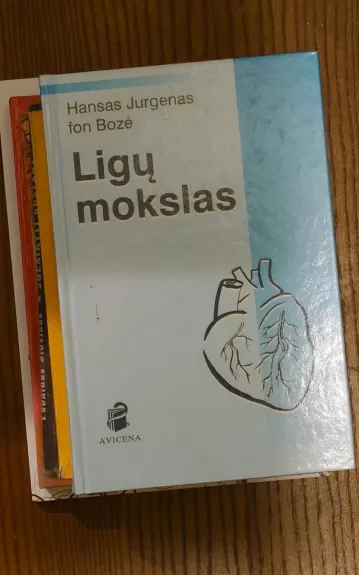 Hansas Jurgenas
fon Bozė
Ligų
mokslas
AVICENA